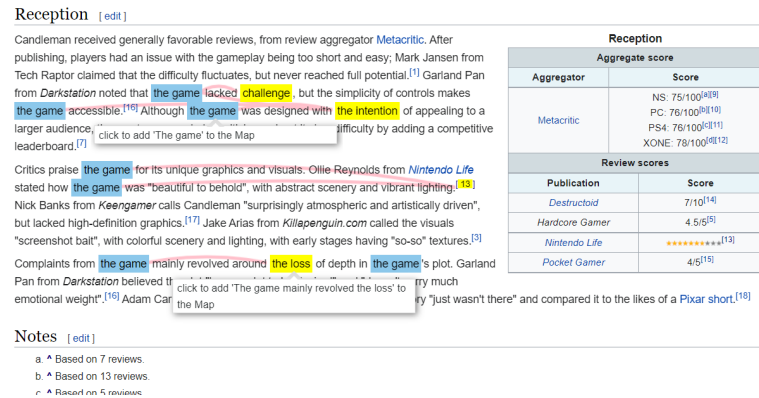 Reception [ edit ]
Candleman received generally favorable reviews, from review aggregator Metacritic. After
publishing, players had an issue with the gameplay being too short and easy; Mark Jansen from
Tech Raptor claimed that the difficulty fluctuates, but never reached full potential.[1] Garland Pan
from Darkstation noted that the game lacked challenge, but the simplicity of controls makes
the game accessible.[16] Although the game was designed with the intention of appealing to a
larger audience,
click to add 'The game' to the Map
difficulty by adding a competitive
leaderboard.[7]
Critics praise the game for its unique graphics and visuals. Ollie Reynolds from Nintendo Life
stated how the game was "beautiful to behold", with abstract scenery and vibrant lighting.[13]
Nick Banks from Keengamer calls Candleman "surprisingly atmospheric and artistically driven",
but lacked high-definition graphics.[17] Jake Arias from Killapenguin.com called the visuals
"screenshot bait", with colorful scenery and lighting, with early stages having "so-so" textures.[3]
Complaints from the game mainly revolved around the loss of depth in the game's plot. Garland
Pan from Darkstation believed
rry much
click to add 'The game mainly revolved the loss' to
the Map
emotional weight".[16] Adam
ry "just wasn't there" and compared it to the likes of a Pixar short.[18]
Reception
Aggregate score
Aggregator Score
Metacritic
NS: 75/100[a][9]
PC: 76/100[b][10]
PS4: 76/100[c][11]
XONE: 78/100[d][12]
Review scores
Publication Score
Destructoid 7/10[14]
Hardcore Gamer 4.5/5[5]
Nintendo Life ★★★★★★★★★★[13]
Pocket Gamer 4/5[15]
Notes [ edit ]
a. ^ Based on 7 reviews.
b. ^ Based on 13 reviews.
c. ^ Based on 5 reviews.